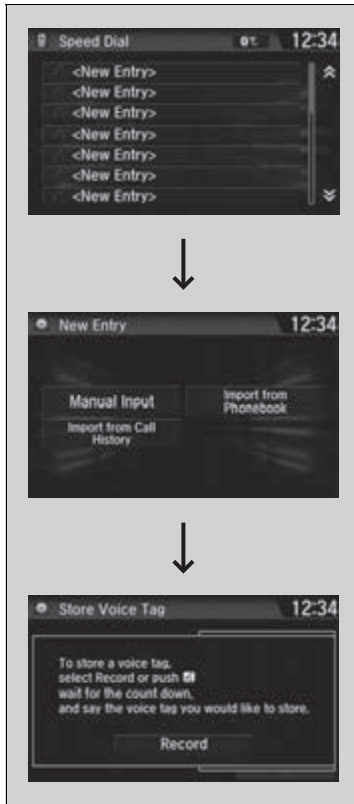 Speed Dial 12:34
<New Entry>
<New Entry>
<New Entry>
<New Entry>
<New Entry>
<New Entry>
<New Entry>
New Entry 12:34
Manual Input
Import from
Phonebook
Import from Call
History
Store Voice Tag 12:34
To store a voice tag,
select Record or push
wait for the count down,
and say the voice tag you would like to store.
Record